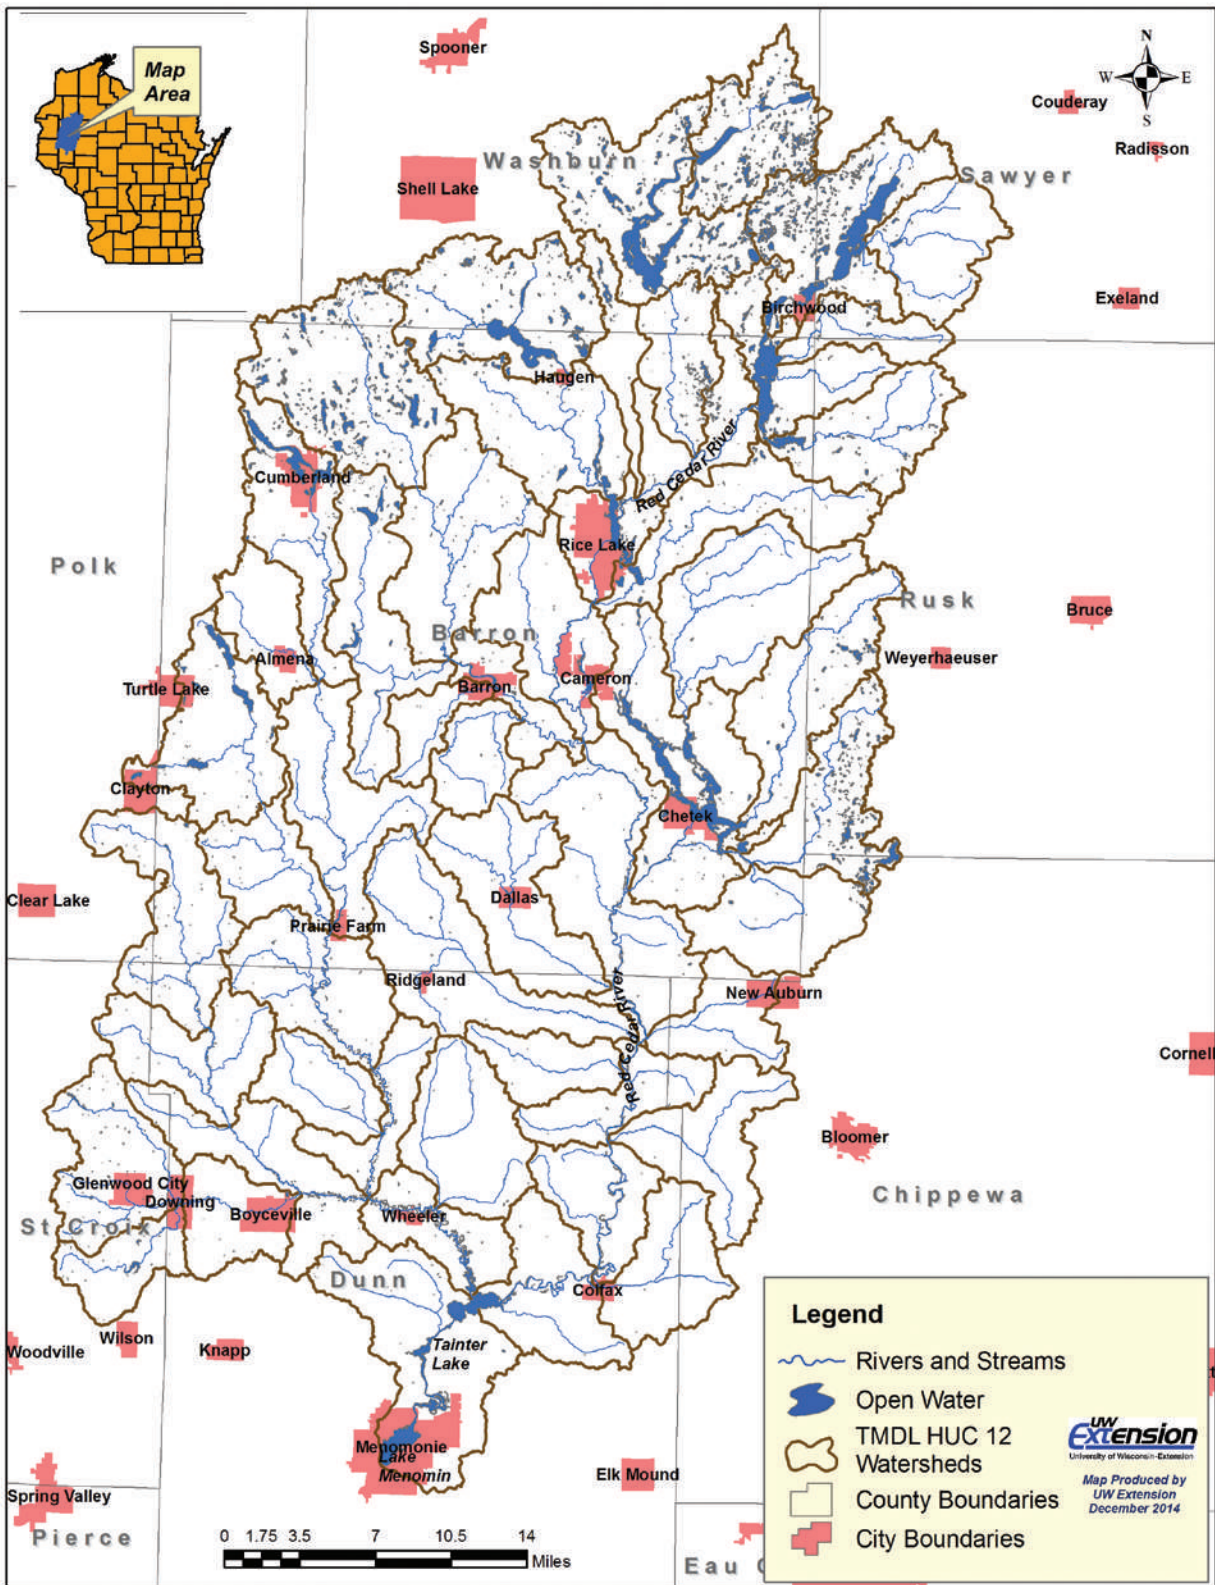 Map
Area
N
W
E
S
Spooner
Couderay
Radisson
Washburn
Sawyer
Shell Lake
Birchwood
Exeland
Haugen
Red Cedar River
Cumberland
Rice Lake
Polk
Rusk
Bruce
Barron
Almena
Weyerhaeuser
Turtle Lake
Barron
Cameron
Clayton
Chetek
Clear Lake
Dallas
Prairie Farm
Ridgeland
New Auburn
Red Cedar River
Cornell
Bloomer
Glenwood City
Downing
Boyceville
Wheeler
Chippewa
St. Croix
Dunn
Colfax
Wilson
Woodville
Knapp
Tainter
Lake
Menomonie
Lake
Menomin
Elk Mound
Spring Valley
Pierce
0 1.75 3.5 7 10.5 14
Miles
Eau C
Legend
Rivers and Streams
Open Water
TMDL HUC 12
Watersheds
County Boundaries
City Boundaries
UW
Extension
University of Wisconsin-Extension
Map Produced by
UW Extension
December 2014